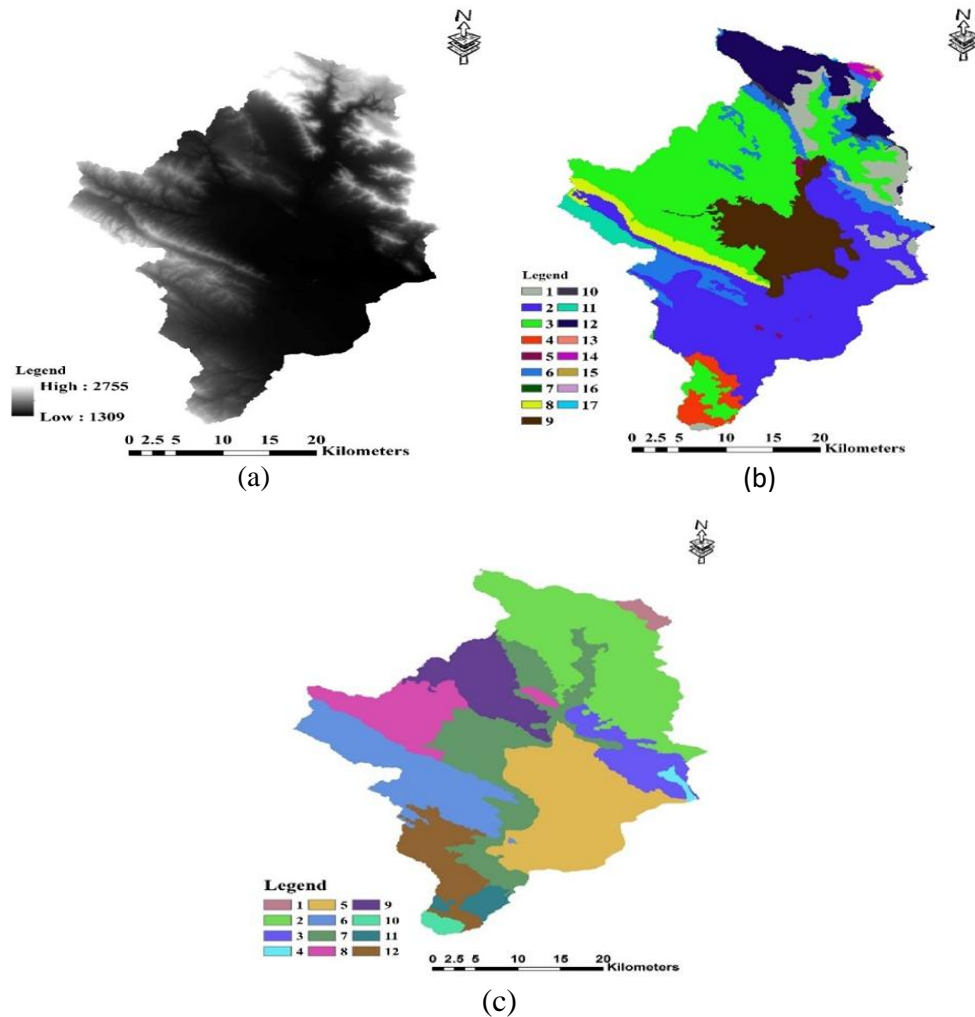 N
Legend
High : 2755
Low : 1309
0 2.5 5 10 15 20
Kilometers
(a)
N
Legend
1 10
2 11
3 12
4 13
5 14
6 15
7 16
8 17
9
0 2.5 5 10 15 20
Kilometers
(b)
N
Legend
1 5 9
2 6 10
3 7 11
4 8 12
0 2.5 5 10 15 20
Kilometers
(c)